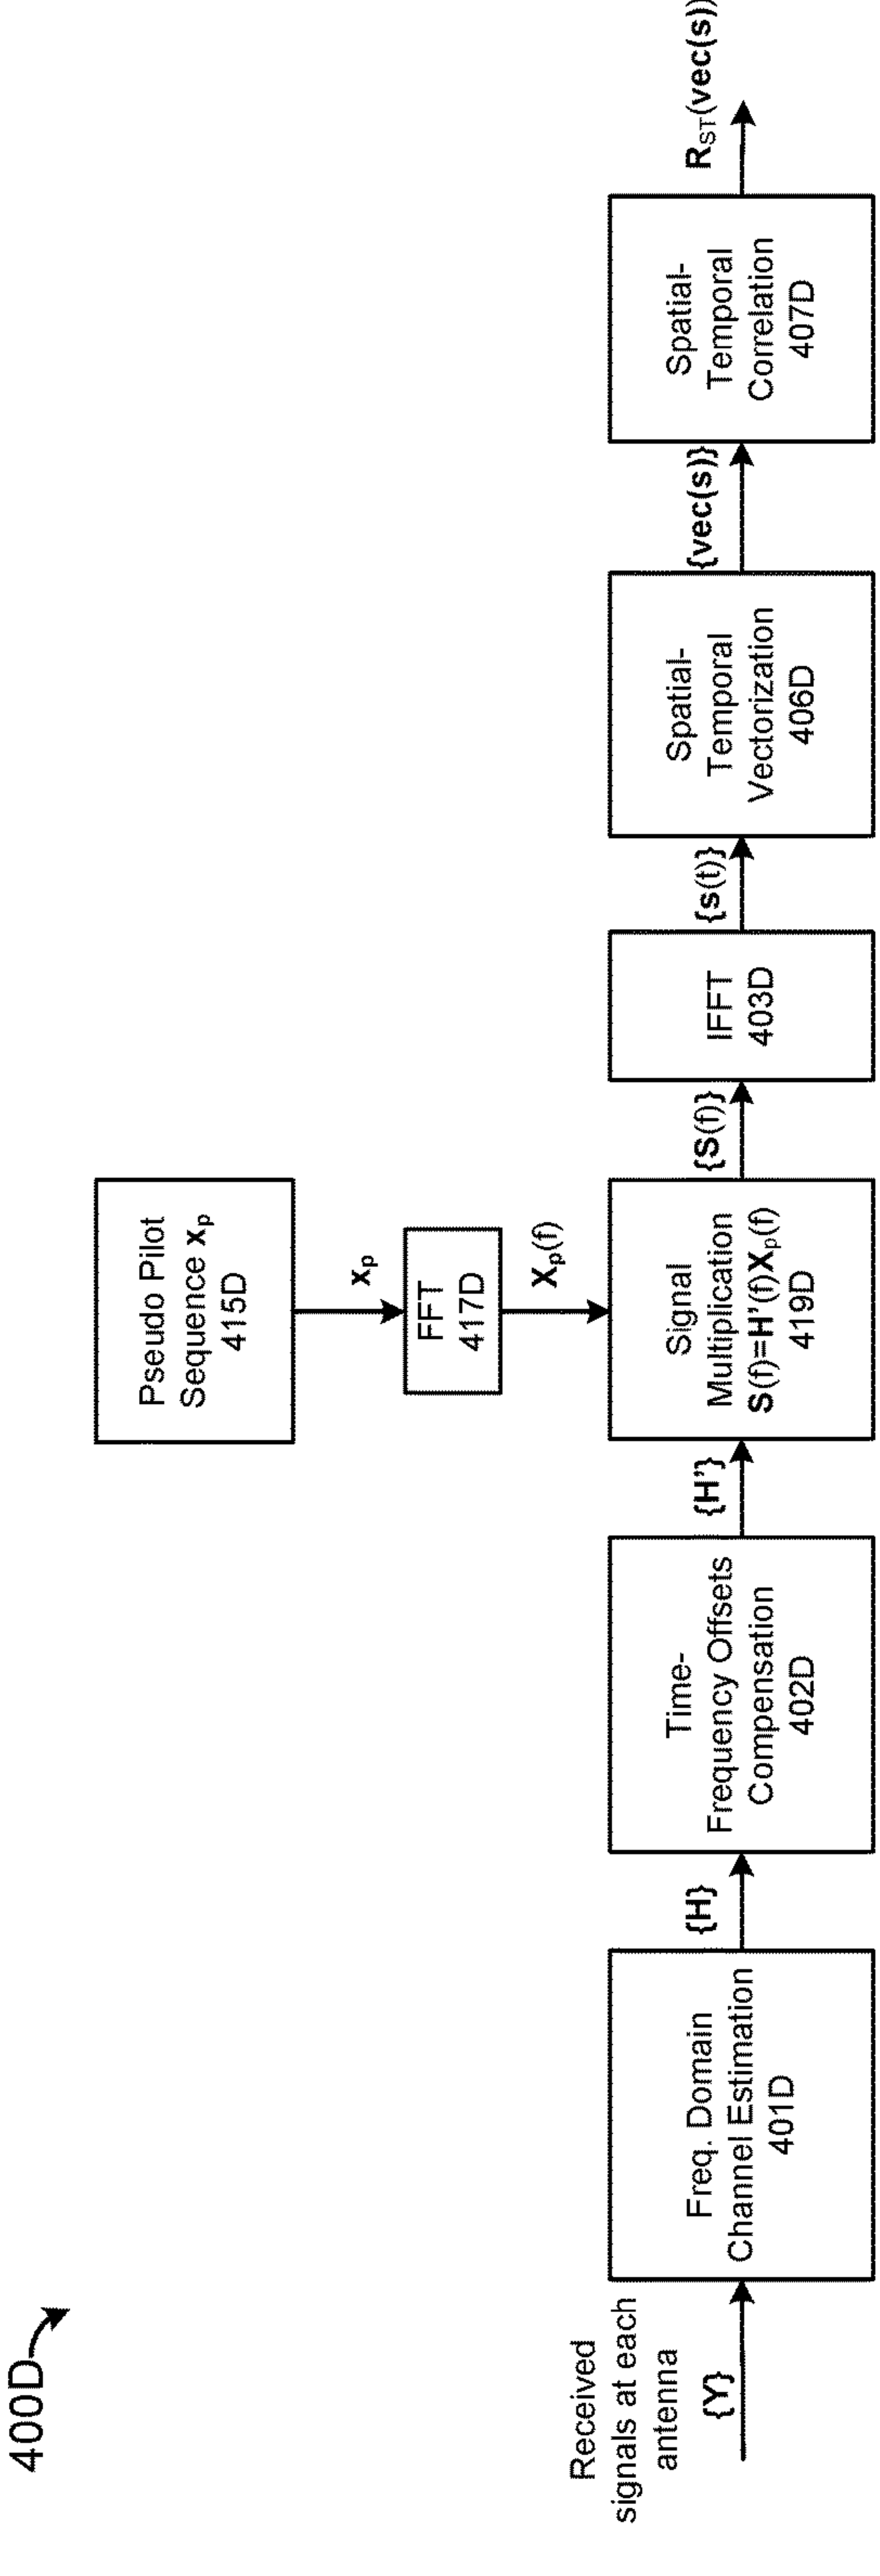 400D
Received
signals at each
antenna
{Y}
Freq. Domain
Channel Estimation
401D
{H}
Time-
Frequency Offsets
Compensation
402D
{H'}
Pseudo Pilot
Sequence xp
415D
xp
FFT
417D
Xp(f)
Signal
Multiplication
S(f)=H'(f)Xp(f)
419D
{S(f)}
IFFT
403D
{s(t)}
Spatial-
Temporal
Vectorization
406D
{vec(s)}
Spatial-
Temporal
Correlation
407D
RST(vec(s))